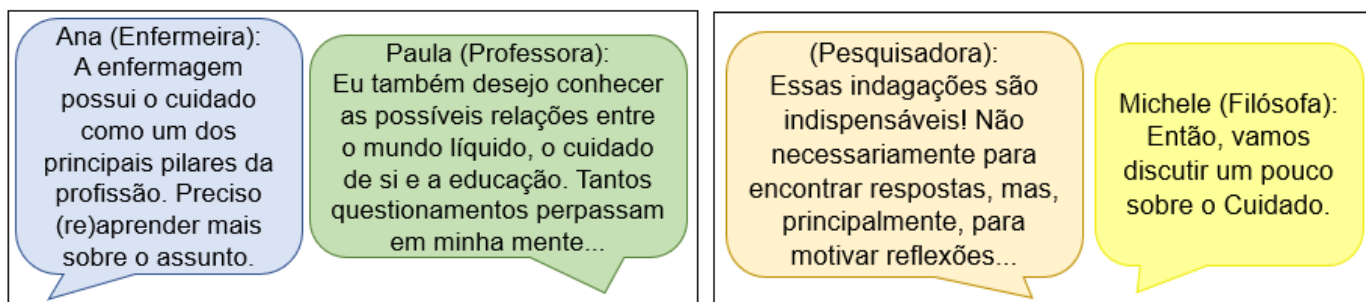 Ana (Enfermeira):
A enfermagem
possui o cuidado
como um dos
principais pilares da
profissão. Preciso
(re)aprender mais
sobre o assunto.
Paula (Professora):
Eu também desejo conhecer
as possíveis relações entre
o mundo líquido, o cuidado
de si e a educação. Tantos
questionamentos perpassam
em minha mente...
(Pesquisadora):
Essas indagações são
indispensáveis! Não
necessariamente para
encontrar respostas, mas,
principalmente, para
motivar reflexões...
Michele (Filósofa):
Então, vamos
discutir um pouco
sobre o Cuidado.